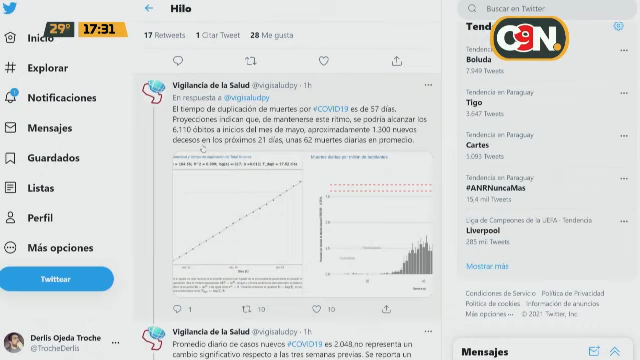 Hilo
Buscar en Twitter
29°
17:31
C9N.
17 Retweets
1 Citar Tweet
28 Me gusta
Inicio
Explorar
Notificaciones
Mensajes
Guardados
Listas
Perfil
Más opciones
Twittear
Derlis Ojeda Troche
@TrocheDerlis
Vigilancia de la Salud @vigisaludpy · 1h
En respuesta a @vigisaludpy
El tiempo de duplicación de muertes por #COVID19 es de 57 días.
Proyecciones indican que, de mantenerse este ritmo, se podría alcanzar los
6.110 óbitos a inicios del mes de mayo, aproximadamente 1.300 nuevos
decesos en los próximos 21 días, unas 62 muertes diarias en promedio.
Muertes diarias por millón de habitantes
1
10
10
Vigilancia de la Salud @vigisaludpy · 1h
Promedio diario de casos nuevos #COVID19 es 2.048,no representa un
cambio significativo respecto a las tres semanas previas. Se reporta un
Tendencia en Paraguay
Boluda
7.949 Tweets
Tendencia en Paraguay
Tigo
3.647 Tweets
Tendencia en Paraguay
Cartes
1.093 Tweets
Tendencia en Paraguay
#ANRNuncaMas
15,4 mil Tweets
Liga de Campeones de la UEFA · Tendencia
Liverpool
285 mil Tweets
Mostrar más
Condiciones de Servicio
Política de Privacidad
Política de cookies
Información de anuncios
Más opciones ···
© 2021 Twitter, Inc.
Mensajes